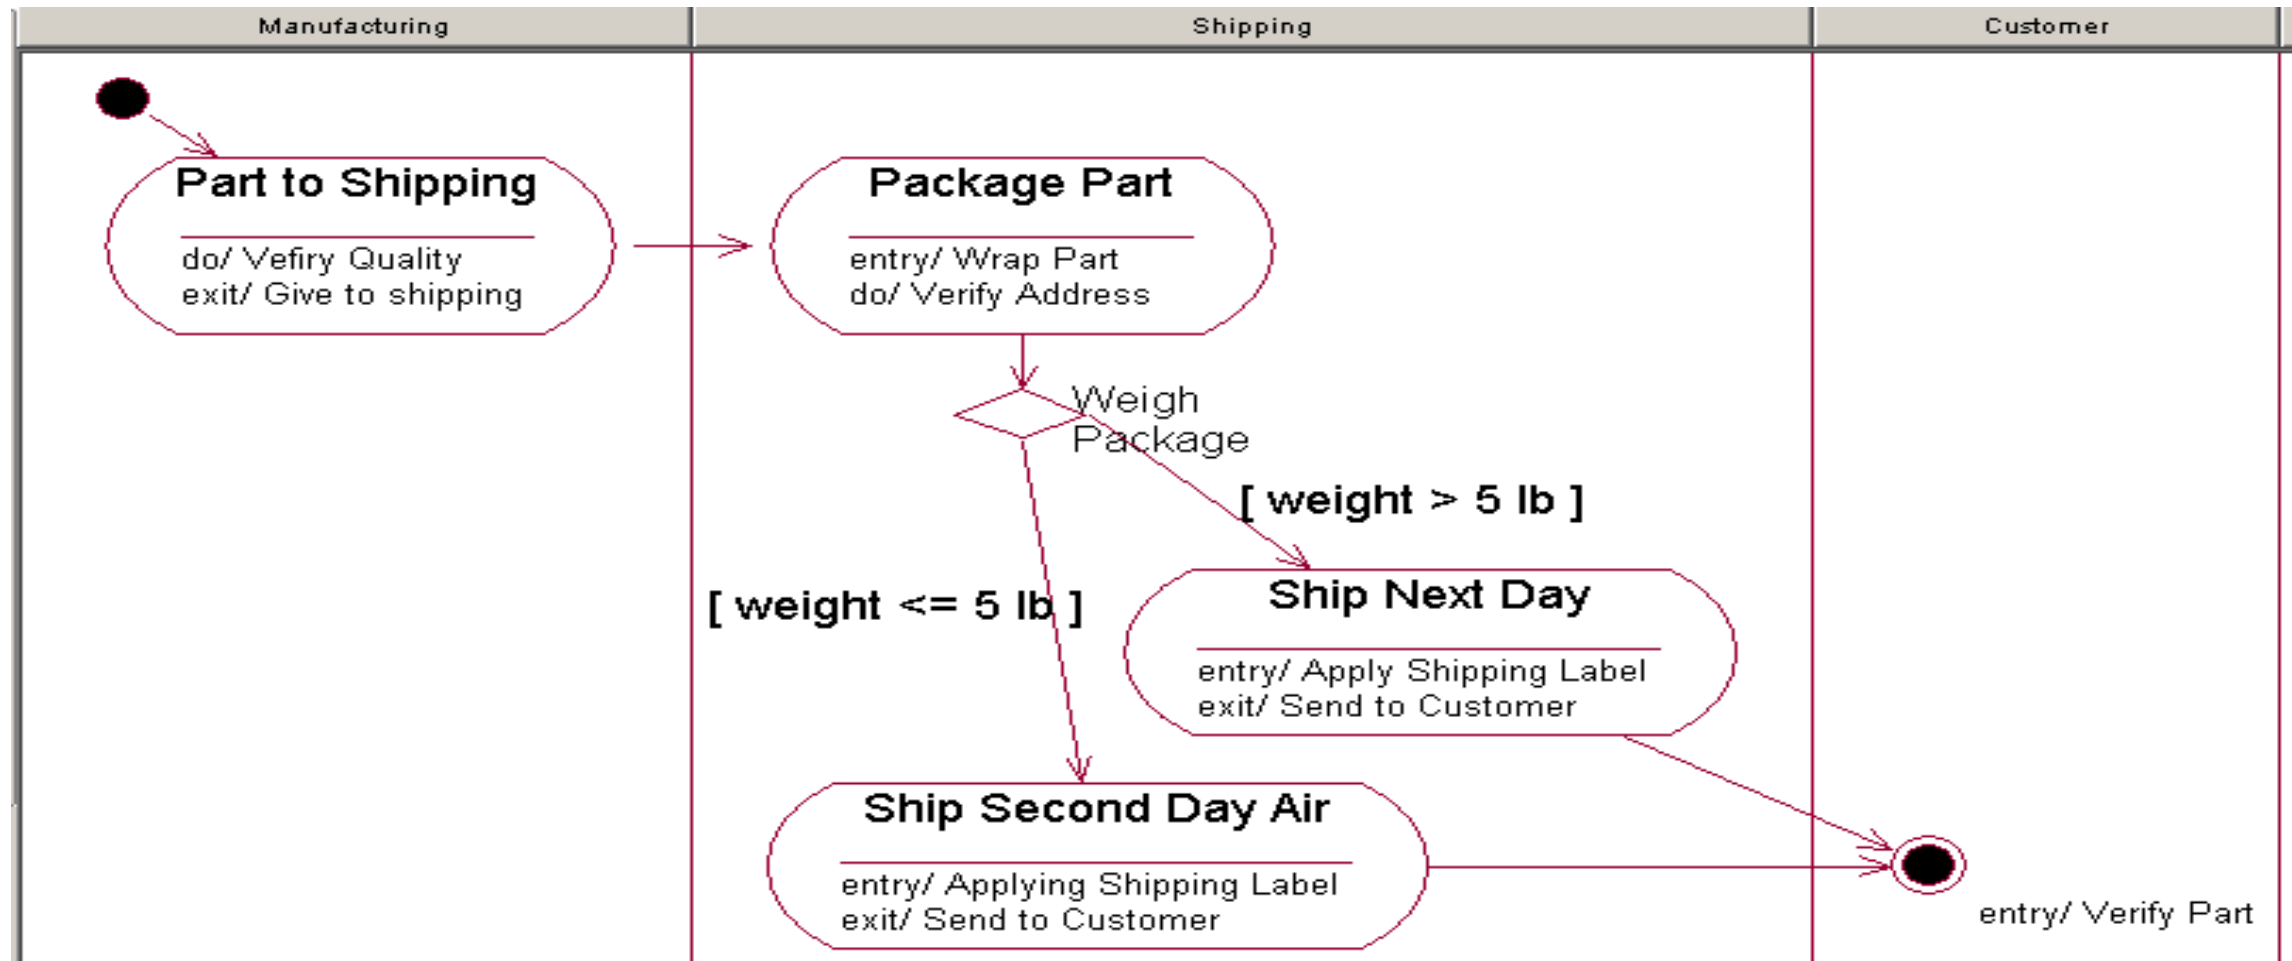 Manufacturing
Shipping
Customer
Part to Shipping
do/ Vefiry Quality
exit/ Give to shipping
Package Part
entry/ Wrap Part
do/ Verify Address
Weigh
Package
[ weight > 5 lb ]
[ weight <= 5 lb ]
Ship Next Day
entry/ Apply Shipping Label
exit/ Send to Customer
Ship Second Day Air
entry/ Applying Shipping Label
exit/ Send to Customer
entry/ Verify Part